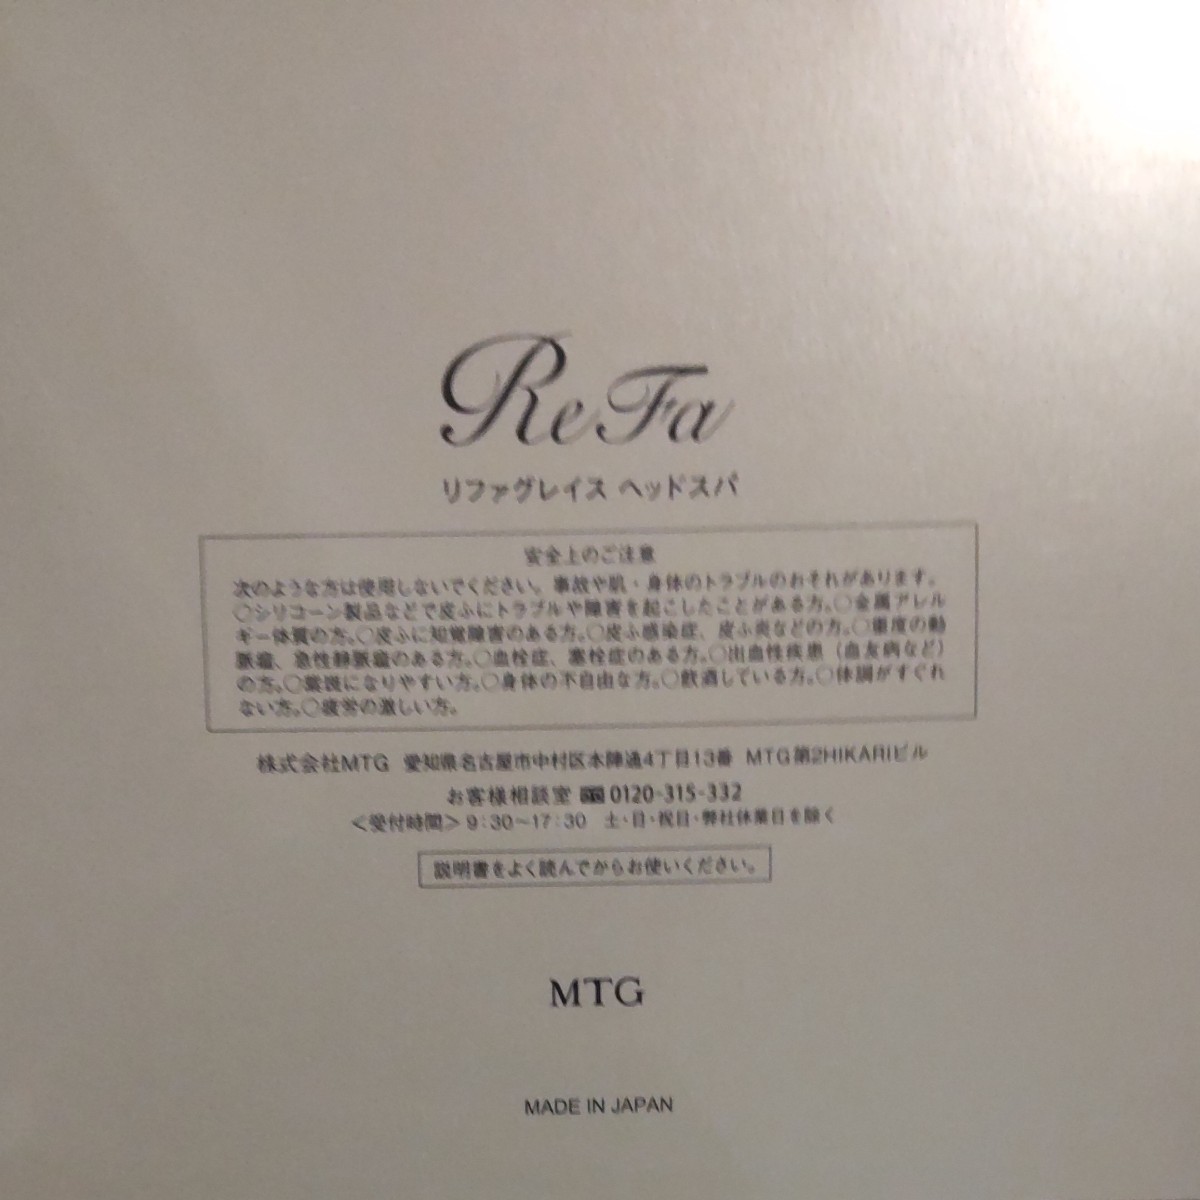 ReFa
リファグレイス ヘッドスパ
安全上のご注意
次のような方は使用しないでください。事故や肌・身体のトラブルのおそれがあります。
○シリコーン製品などで皮ふにトラブルや障害を起こしたことがある方。○金属アレル
ギー体質の方。○皮ふに知覚障害のある方。○皮ふ感染症、皮ふ炎などの方。○重度の動
脈瘤、急性静脈瘤のある方。○血栓症、塞栓症のある方。○出血性疾患（血友病など）
の方。○紫斑になりやすい方。○身体の不自由な方。○飲酒している方。○体調がすぐれ
ない方。○疲労の激しい方。
株式会社MTG 愛知県名古屋市中村区本陣通4丁目13番 MTG第2HIKARIビル
お客様相談室 0120-315-332
＜受付時間＞9：30〜17：30 土・日・祝日・弊社休業日を除く
説明書をよく読んでからお使いください。
MTG
MADE IN JAPAN